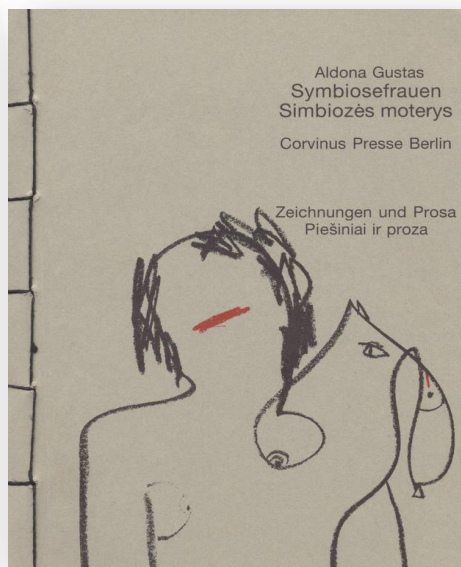 Aldona Gustas
Symbiosefrauen
Simbiozės moterys
Corvinus Presse Berlin
Zeichnungen und Prosa
Piešiniai ir proza